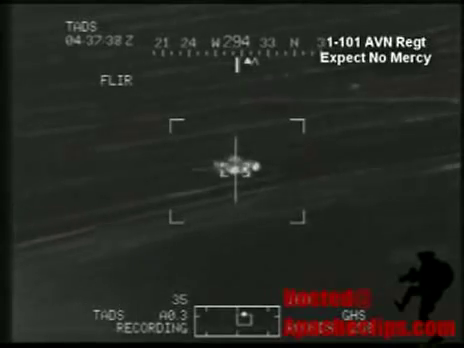 TADS
04:37:38 Z
21 24 W 294 33 N 3
1-101 AVN Regt
Expect No Mercy
FLIR
35
TADS A0.3 GHS
RECORDING
Hosted@
Apacheclips.com